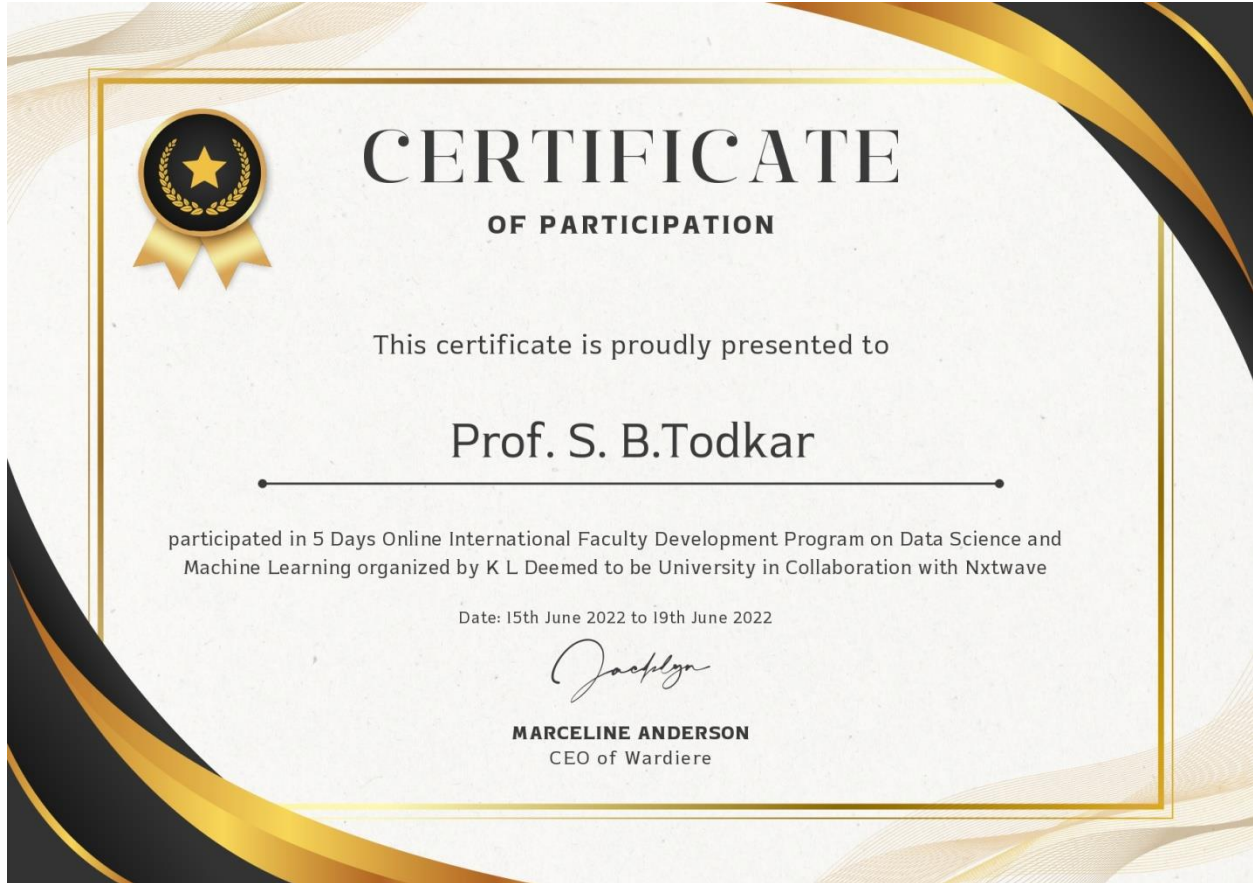 CERTIFICATE
OF PARTICIPATION
This certificate is proudly presented to
Prof. S. B.Todkar
participated in 5 Days Online International Faculty Development Program on Data Science and
Machine Learning organized by K L Deemed to be University in Collaboration with Nxtwave
Date: 15th June 2022 to 19th June 2022
MARCELINE ANDERSON
CEO of Wardiere